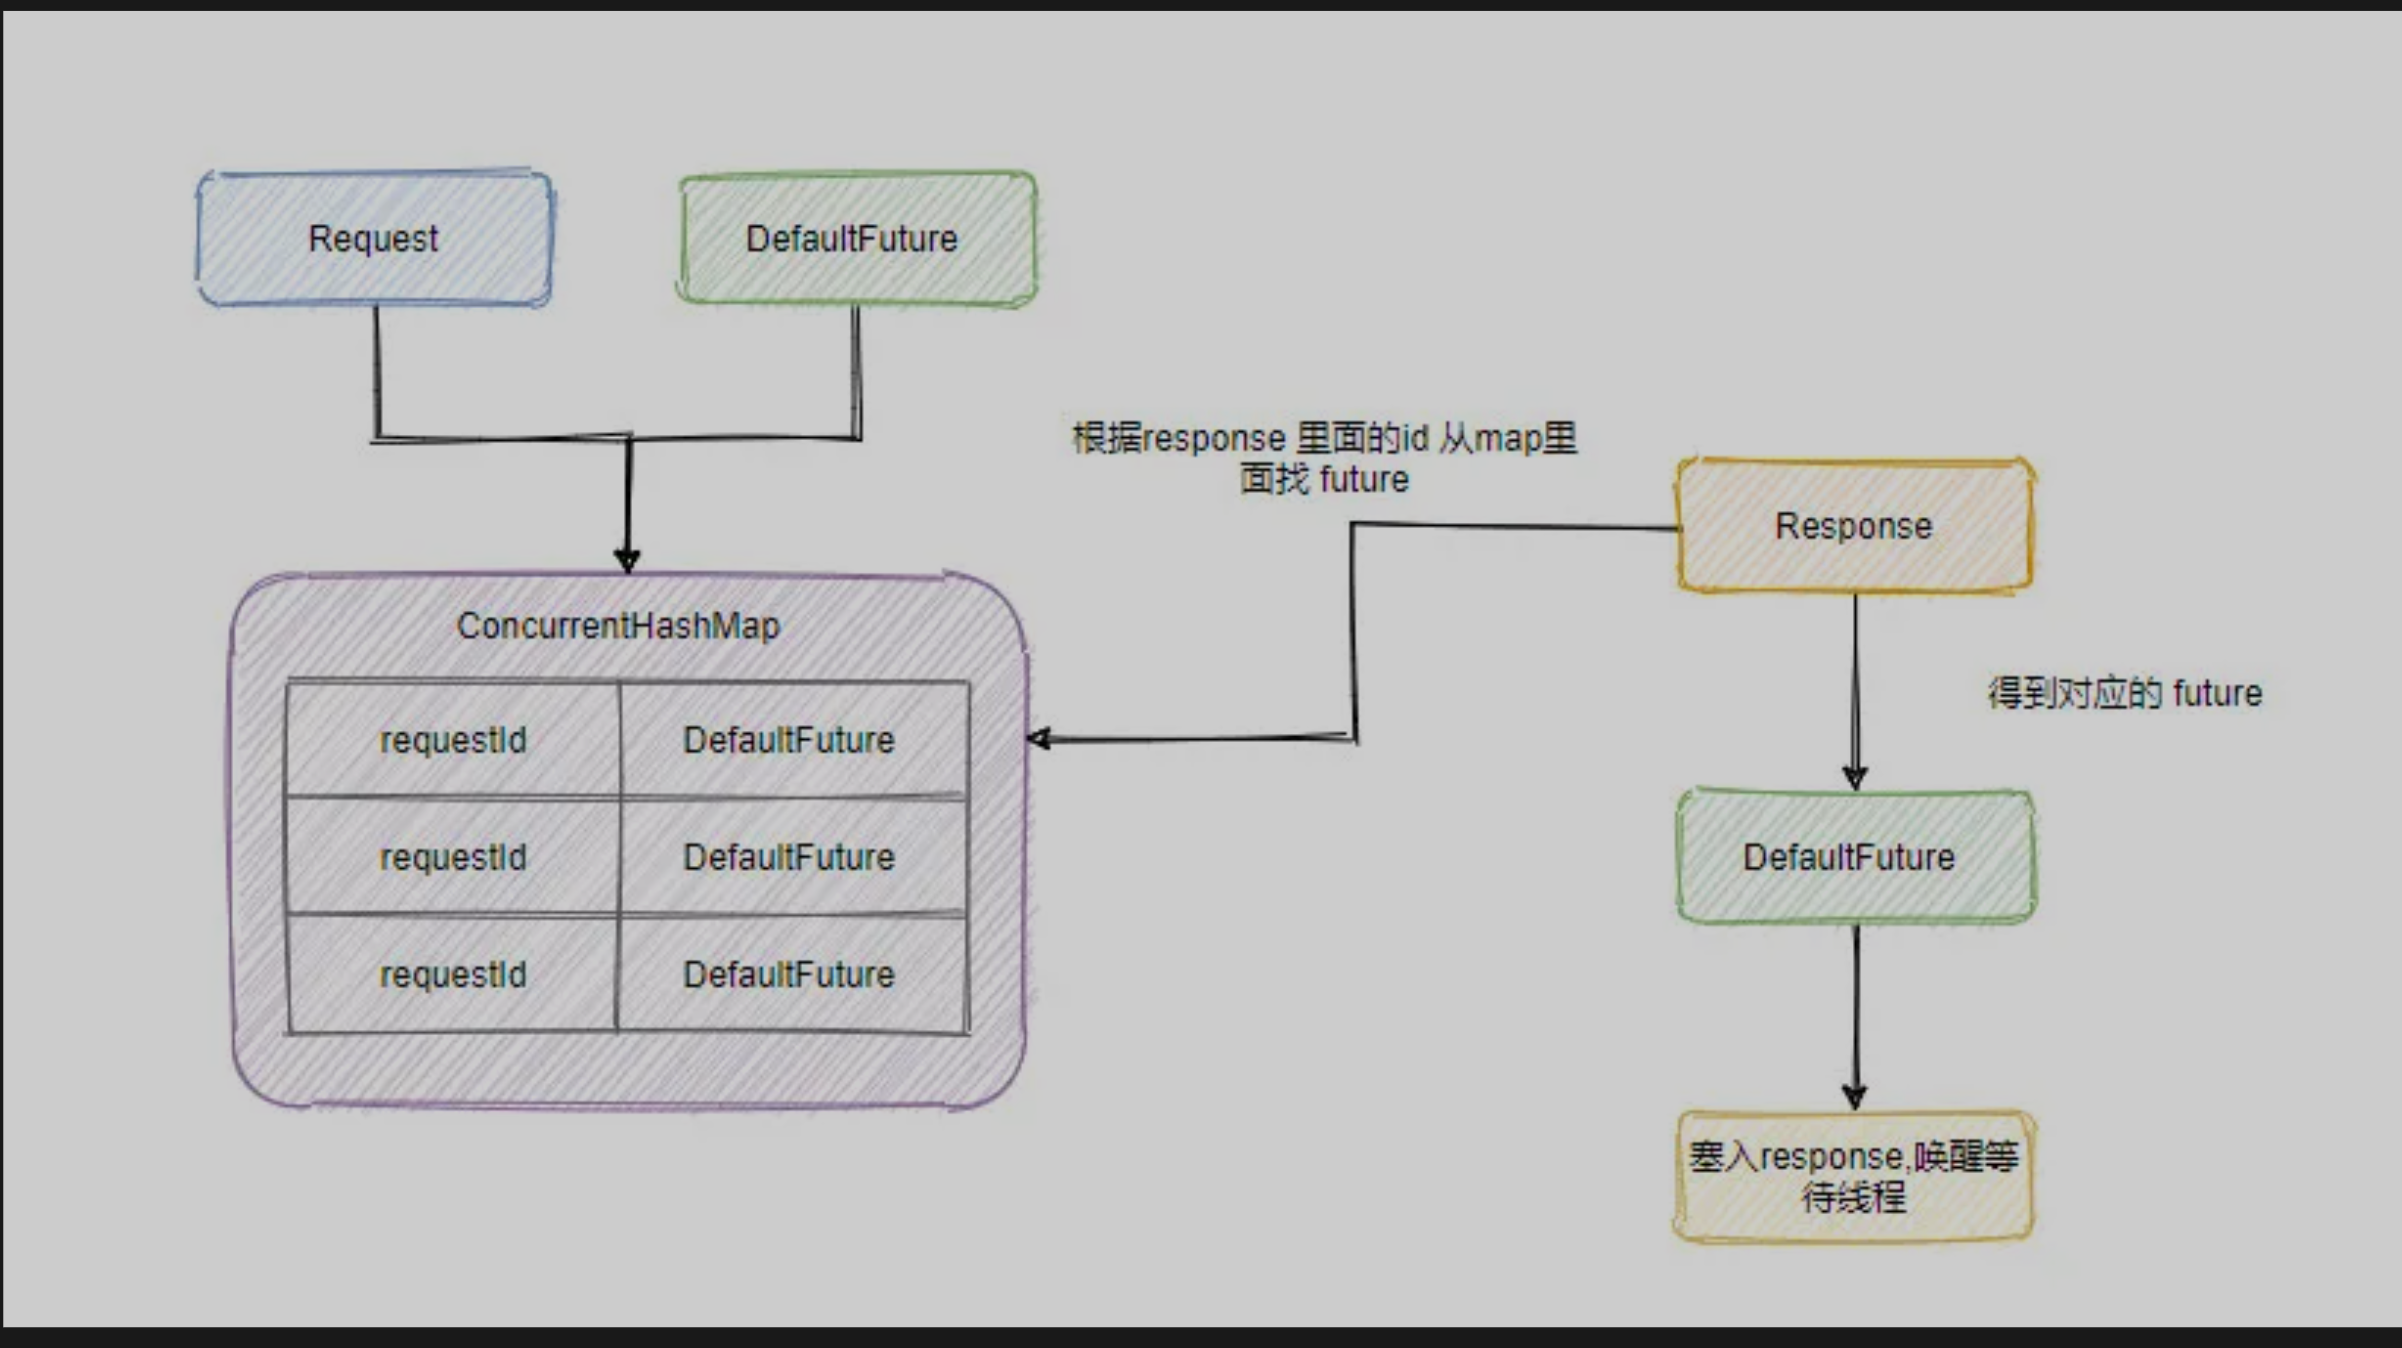 Request
DefaultFuture
根据response 里面的id 从map里
面找 future
Response
ConcurrentHashMap
requestId DefaultFuture
requestId DefaultFuture
requestId DefaultFuture
得到对应的 future
DefaultFuture
塞入response,唤醒等
待线程